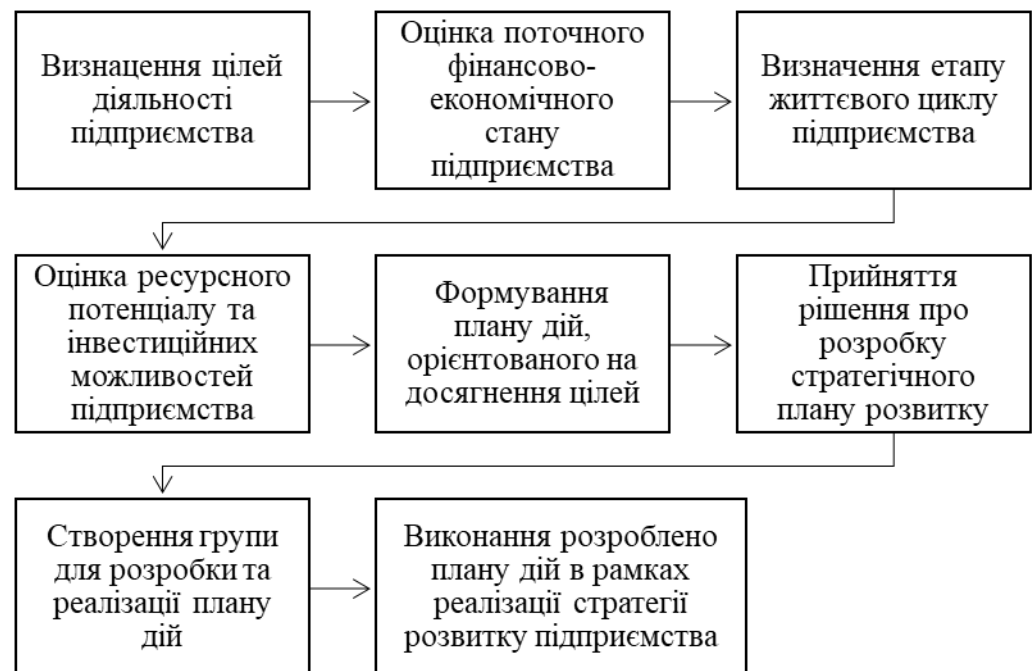 Визнацення цілей
діяльності
підприємства
Оцінка поточного
фінансово-
економічного
стану
підприємства
Визначення етапу
життєвого циклу
підприємства
Оцінка ресурсного
потенціалу та
інвестиційних
можливостей
підприємства
Формування
плану дій,
орієнтованого на
досягнення цілей
Прийняття
рішення про
розробку
стратегічного
плану розвитку
Створення групи
для розробки та
реалізації плану
дій
Виконання розроблено
плану дій в рамках
реалізації стратегії
розвитку підприємства